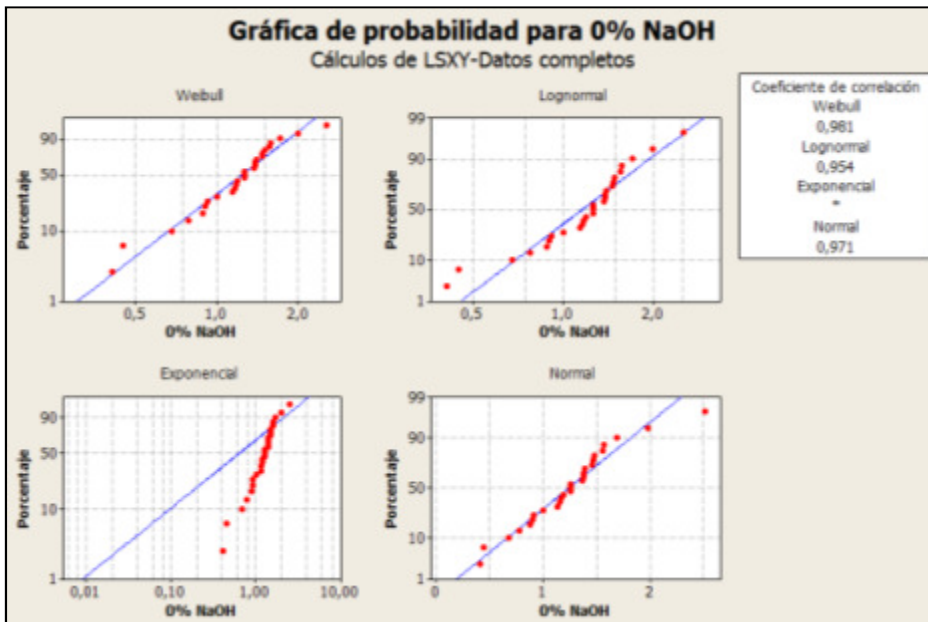 Gráfica de probabilidad para 0% NaOH
Cálculos de LSXY-Datos completos
Weibull
Porcentaje
90
50
10
1
0,5
1,0
2,0
0% NaOH
Lognormal
Porcentaje
99
90
50
10
1
0,5
1,0
2,0
0% NaOH
Coeficiente de correlación
Weibull
0,981
Lognormal
0,954
Exponencial
*
Normal
0,971
Exponencial
Porcentaje
90
50
10
1
0,01
0,10
1,00
10,00
0% NaOH
Normal
Porcentaje
99
90
50
10
1
0
1
2
0% NaOH